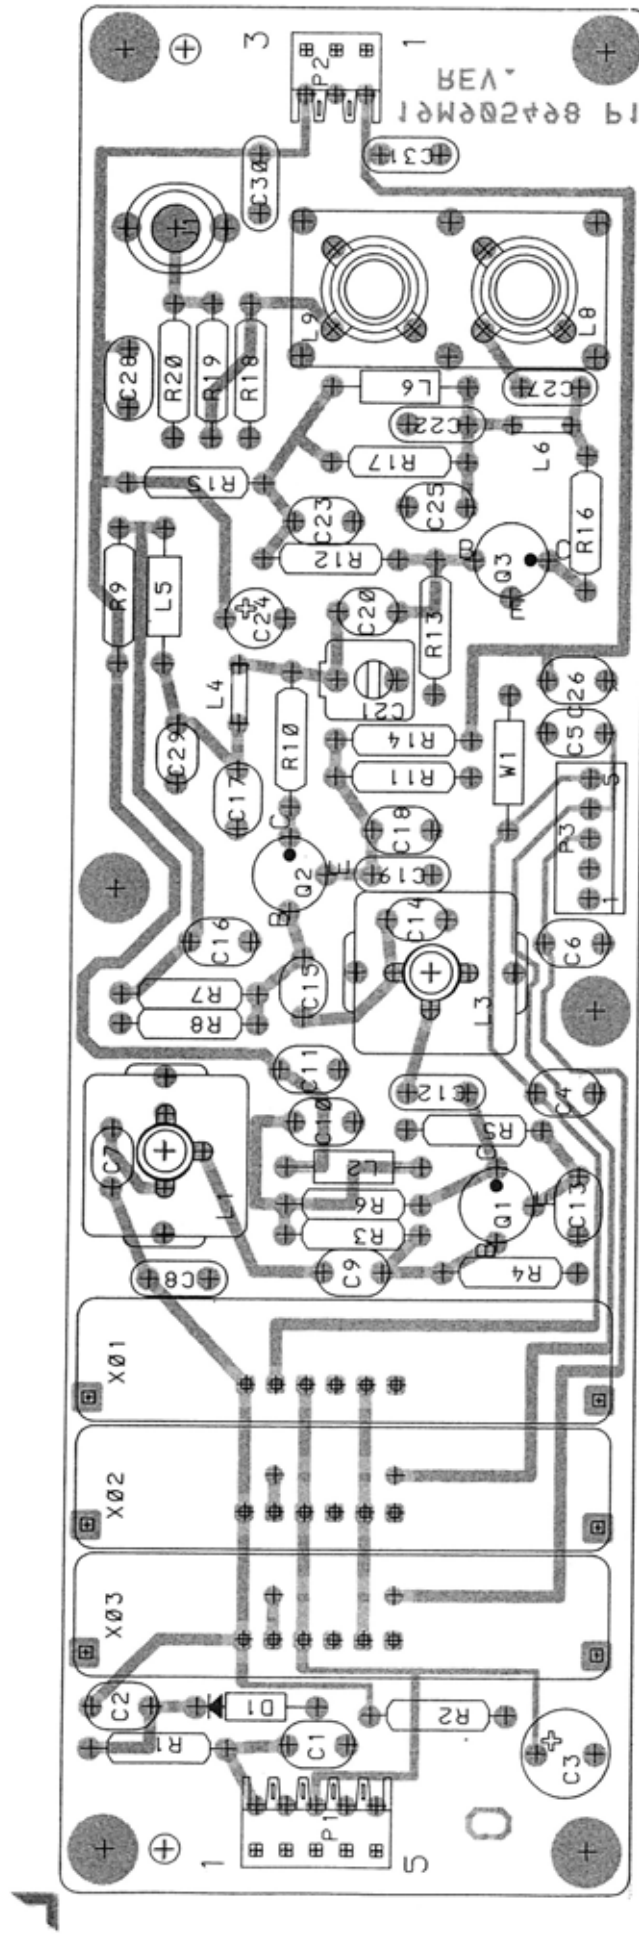 3
1
P2
REV.
19M905498 P1
C31
C30
J1
L9
L8
C28
R20
R19
R18
L6
C27
C22
L6
R17
R15
C25
C23
R16
R12
B
Q3
C
E
R9
L5
C24
C20
R13
L4
C21
C26
R10
R14
C5
C29
W1
R11
C17
5
P3
1
C18
C
Q2
E
B
C19
C14
C16
C6
L3
R7
C15
R8
C11
C12
C4
C10
R5
C7
L2
C
L1
R6
Q1
E
C13
R3
B
C9
R4
C8
X01
X02
X03
C2
D1
R2
R1
C1
C3
P1
1
5